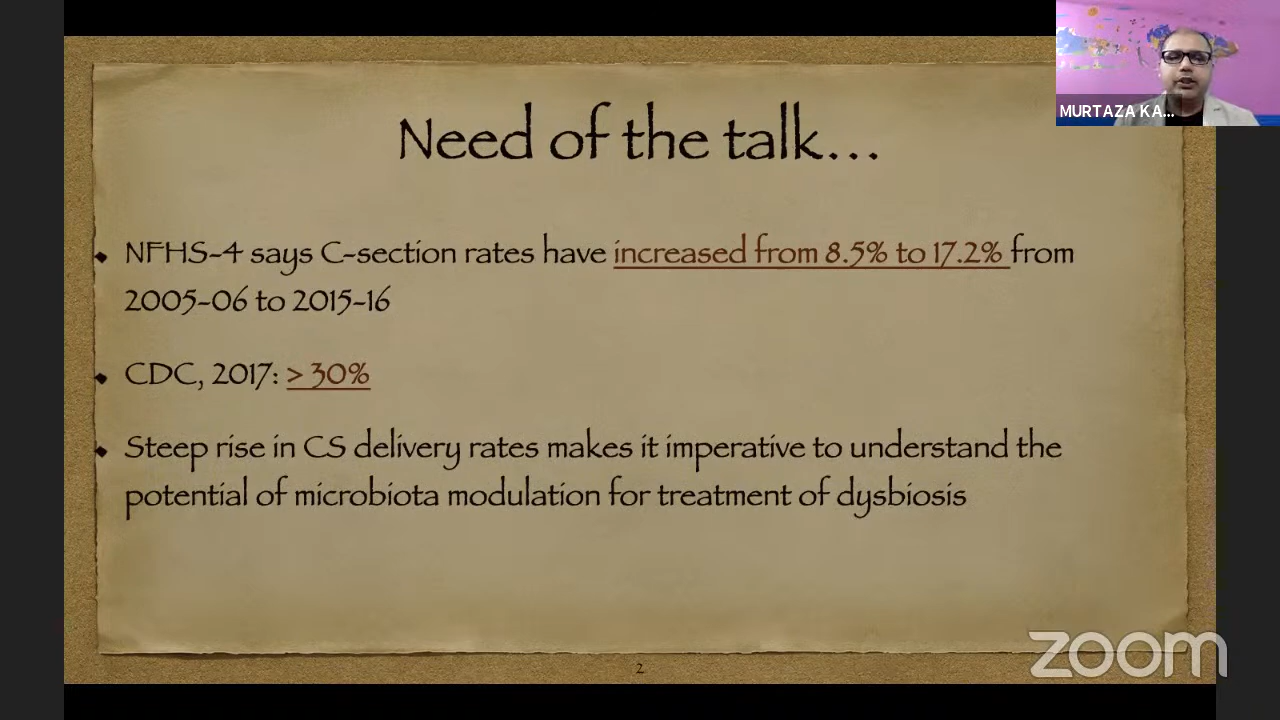 MURTAZA KA...
Need of the talk...
NFHS-4 says C-section rates have increased from 8.5% to 17.2% from
2005-06 to 2015-16
CDC, 2017: > 30%
Steep rise in CS delivery rates makes it imperative to understand the
potential of microbiota modulation for treatment of dysbiosis
zoom
2